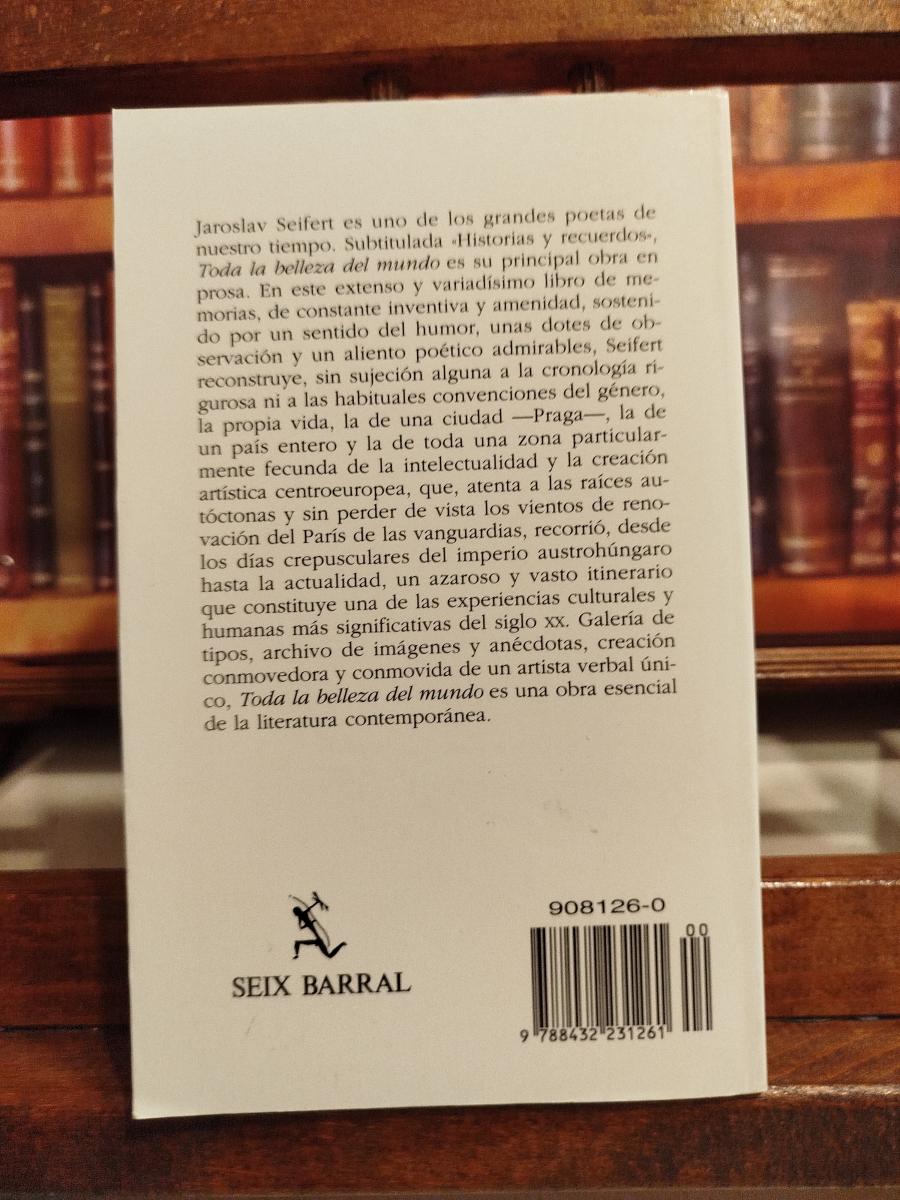 Jaroslav Seifert es uno de los grandes poetas de
nuestro tiempo. Subtitulada «Historias y recuerdos»,
Toda la belleza del mundo es su principal obra en
prosa. En este extenso y variadísimo libro de me-
morias, de constante inventiva y amenidad, sosteni-
do por un sentido del humor, unas dotes de ob-
servación y un aliento poético admirables, Seifert
reconstruye, sin sujeción alguna a la cronología ri-
gurosa ni a las habituales convenciones del género,
la propia vida, la de una ciudad —Praga—, la de
un país entero y la de toda una zona particular-
mente fecunda de la intelectualidad y la creación
artística centroeuropea, que, atenta a las raíces au-
tóctonas y sin perder de vista los vientos de reno-
vación del París de las vanguardias, recorrió, desde
los días crepusculares del imperio austrohúngaro
hasta la actualidad, un azaroso y vasto itinerario
que constituye una de las experiencias culturales y
humanas más significativas del siglo XX. Galería de
tipos, archivo de imágenes y anécdotas, creación
conmovedora y conmovida de un artista verbal úni-
co, Toda la belleza del mundo es una obra esencial
de la literatura contemporánea.
SEIX BARRAL
908126-0
00
9 788432 231261